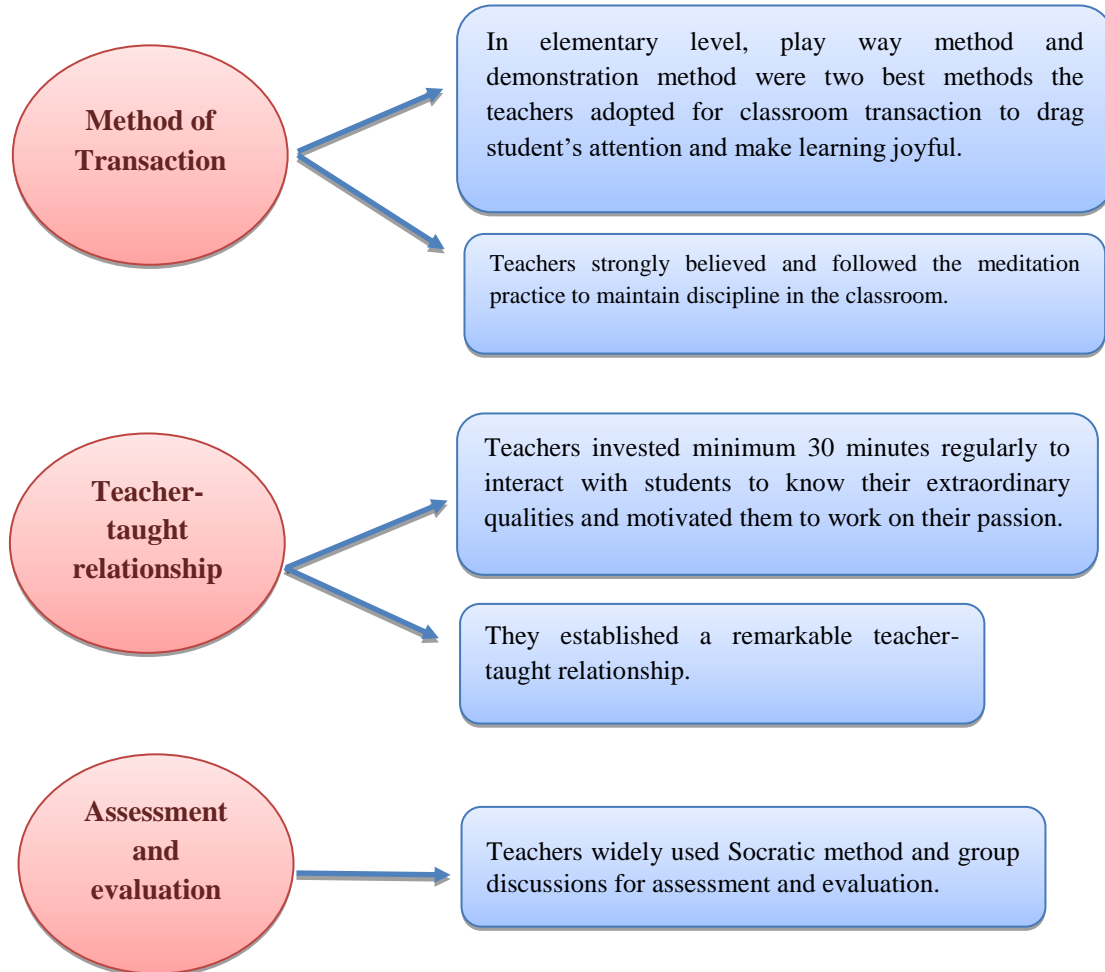 Method of
Transaction
In elementary level, play way method and
demonstration method were two best methods the
teachers adopted for classroom transaction to drag
student’s attention and make learning joyful.
Teachers strongly believed and followed the meditation
practice to maintain discipline in the classroom.
Teacher-
taught
relationship
Teachers invested minimum 30 minutes regularly to
interact with students to know their extraordinary
qualities and motivated them to work on their passion.
They established a remarkable teacher-
taught relationship.
Assessment
and
evaluation
Teachers widely used Socratic method and group
discussions for assessment and evaluation.